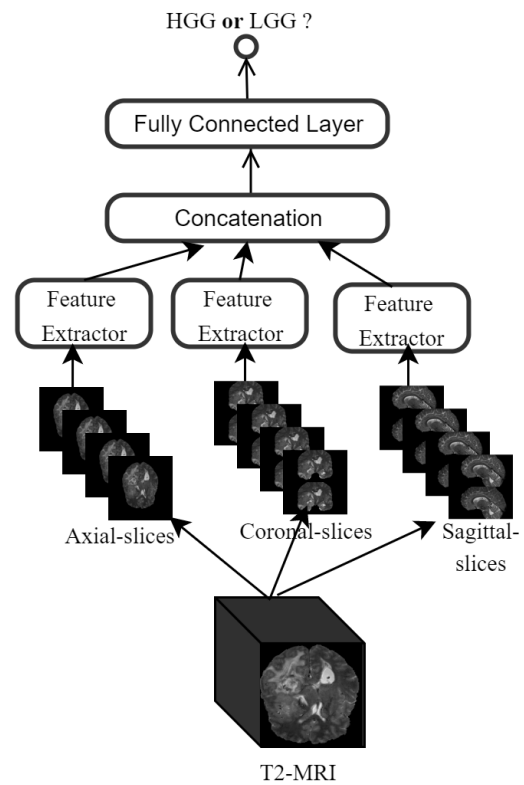 HGG or LGG ?
Fully Connected Layer
Concatenation
Feature
Extractor
Feature
Extractor
Feature
Extractor
Axial-slices
Coronal-slices
Sagittal-
slices
T2-MRI